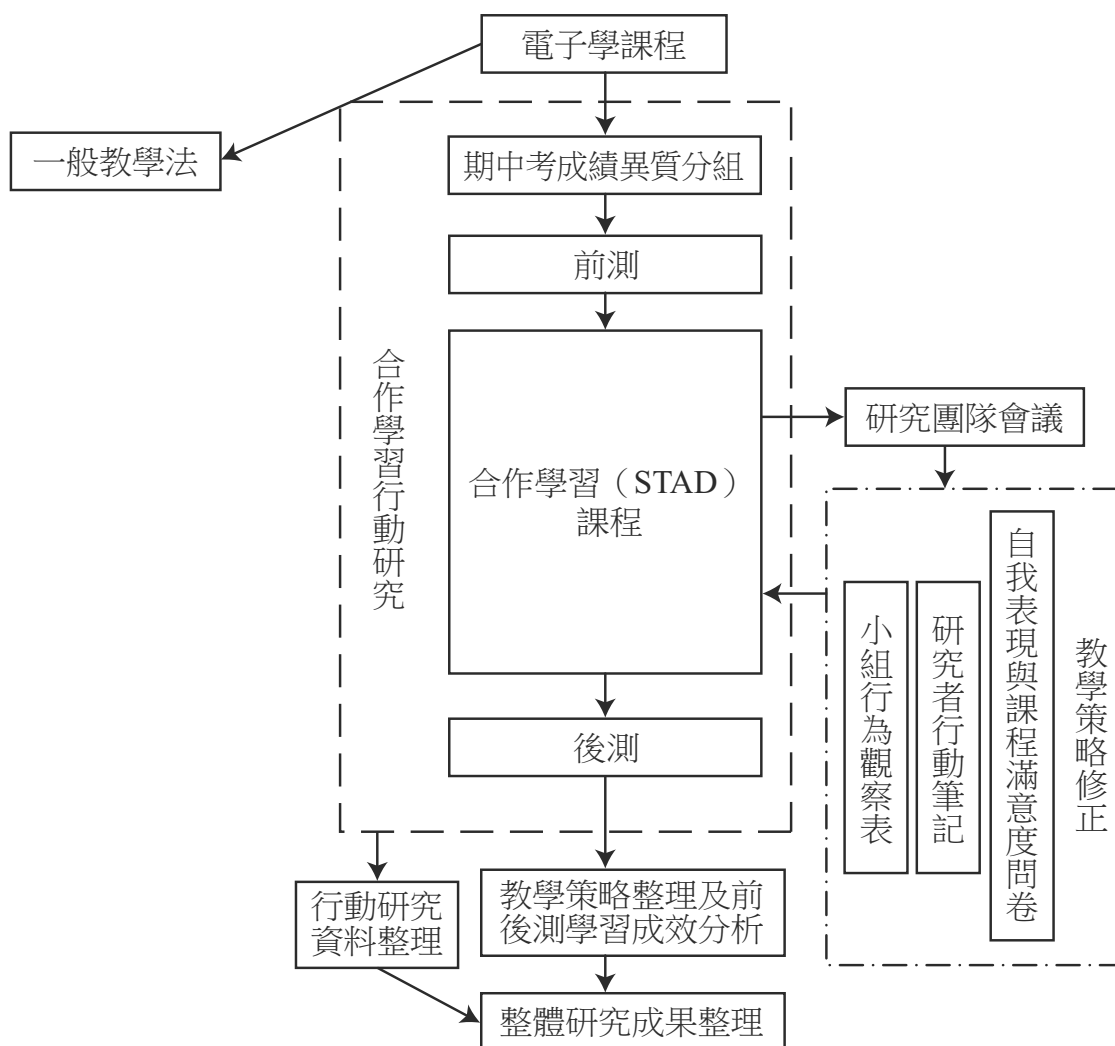 電子學課程
一般教學法
期中考成績異質分組
前測
合作學習行動研究
合作學習（STAD）
課程
研究團隊會議
自我表現與課程滿意度問卷
研究者行動筆記
小組行為觀察表
教學策略修正
後測
行動研究
資料整理
教學策略整理及前
後測學習成效分析
整體研究成果整理